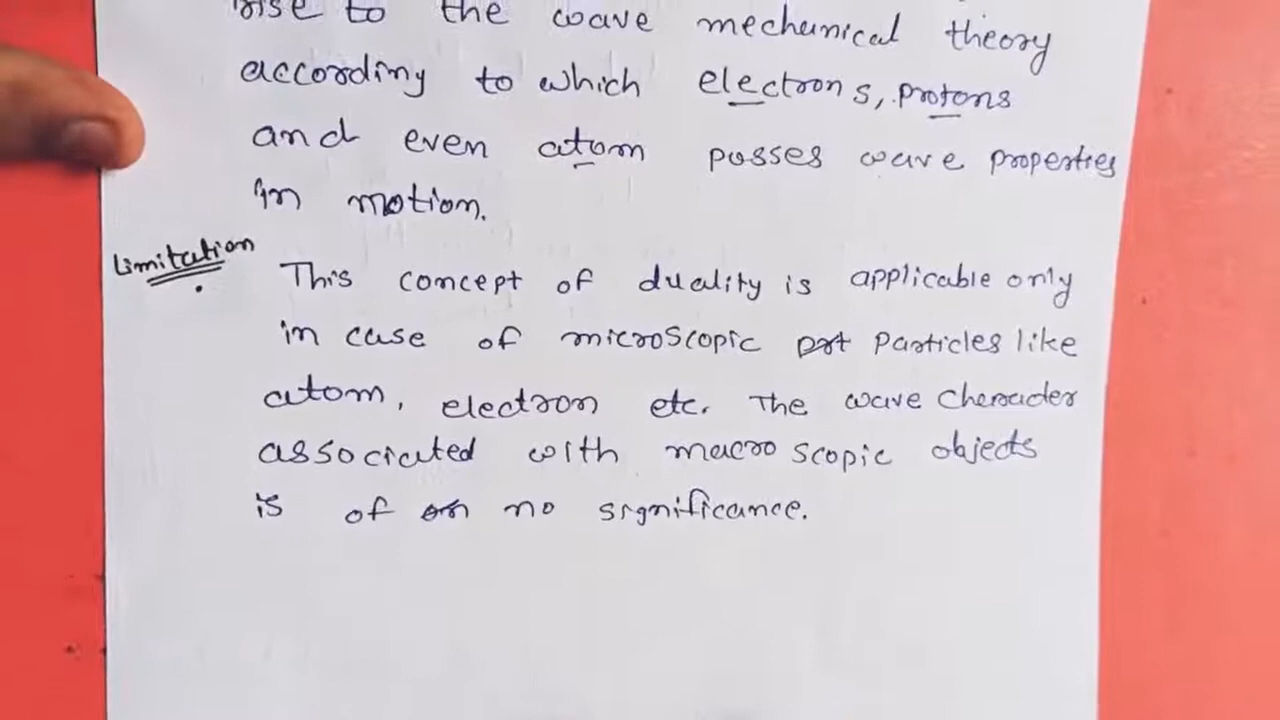 rise to the wave mechanical theory
according to which electrons, protons
and even atom posses wave properties
in motion.
Limitation
This concept of duality is applicable only
in case of microscopic prt particles like
atom, electron etc. The wave character
associated with macro scopic objects
is of no significance.